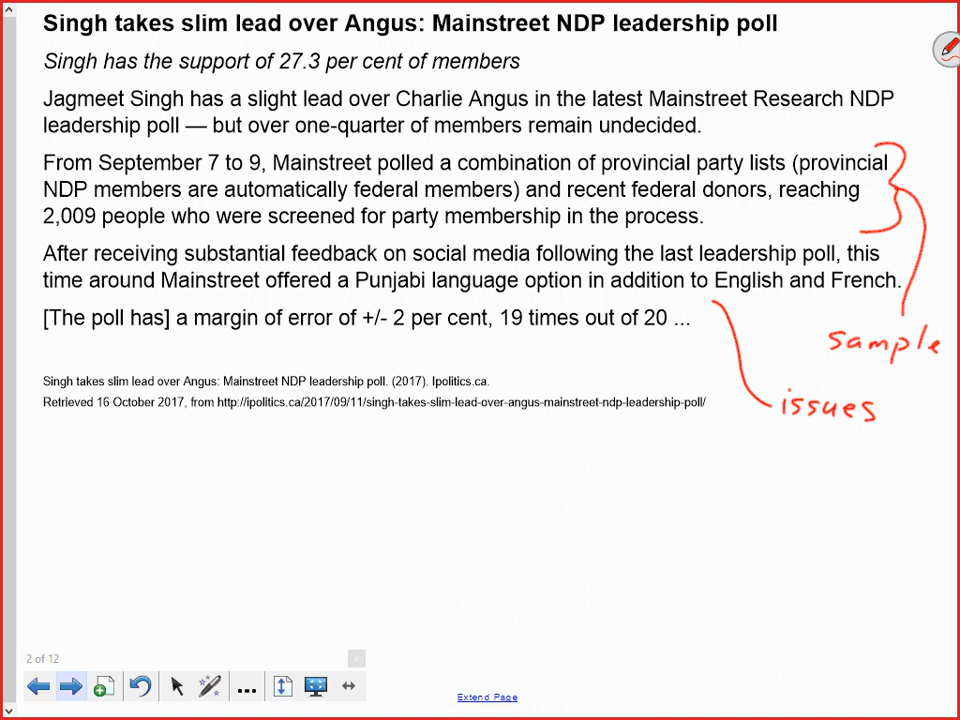 Singh takes slim lead over Angus: Mainstreet NDP leadership poll
Singh has the support of 27.3 per cent of members
Jagmeet Singh has a slight lead over Charlie Angus in the latest Mainstreet Research NDP
leadership poll — but over one-quarter of members remain undecided.
From September 7 to 9, Mainstreet polled a combination of provincial party lists (provincial
NDP members are automatically federal members) and recent federal donors, reaching
2,009 people who were screened for party membership in the process.
After receiving substantial feedback on social media following the last leadership poll, this
time around Mainstreet offered a Punjabi language option in addition to English and French.
[The poll has] a margin of error of +/- 2 per cent, 19 times out of 20 ...
sample
Singh takes slim lead over Angus: Mainstreet NDP leadership poll. (2017). Ipolitics.ca.
Retrieved 16 October 2017, from http://ipolitics.ca/2017/09/11/singh-takes-slim-lead-over-angus-mainstreet-ndp-leadership-poll/
issues
2 of 12
Extend Page